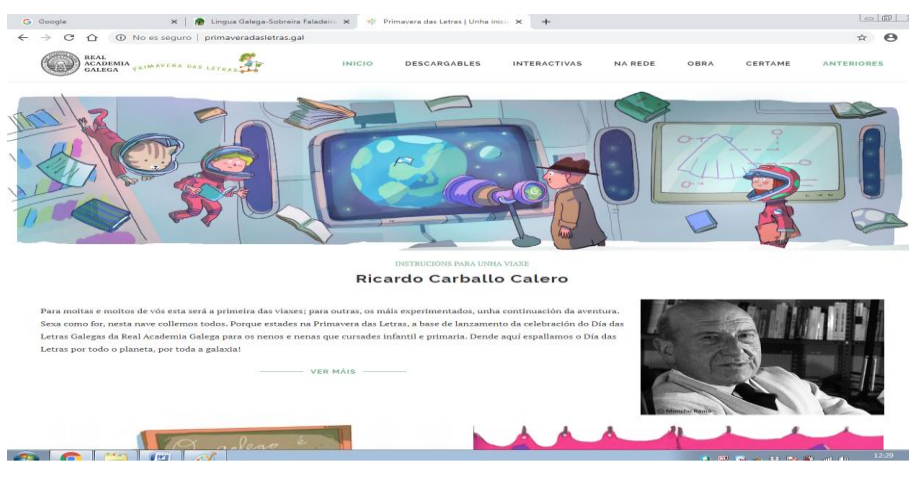 Google
Lingua Galega-Sobreira Faladeir
Primavera das Letras | Unha inici
No es seguro | primaveradasletras.gal
REAL ACADEMIA GALEGA
PRIMAVERA DAS LETRAS
INICIO DESCARGABLES INTERACTIVAS NA REDE OBRA CERTAME ANTERIORES
INSTRUCIÓNS PARA UNHA VIAXE
Ricardo Carballo Calero
Para moitas e moitos de vós esta será a primeira das viaxes; para outras, os máis experimentados, unha continuación da aventura.
Sexa como for, nesta nave collemos todos. Porque estades na Primavera das Letras, a base de lanzamento da celebración do Día das
Letras Galegas da Real Academia Galega para os nenos e nenas que cursades infantil e primaria. Dende aquí espallamos o Día das
Letras por todo o planeta, por toda a galaxia!
VER MÁIS
O galego é
12:29